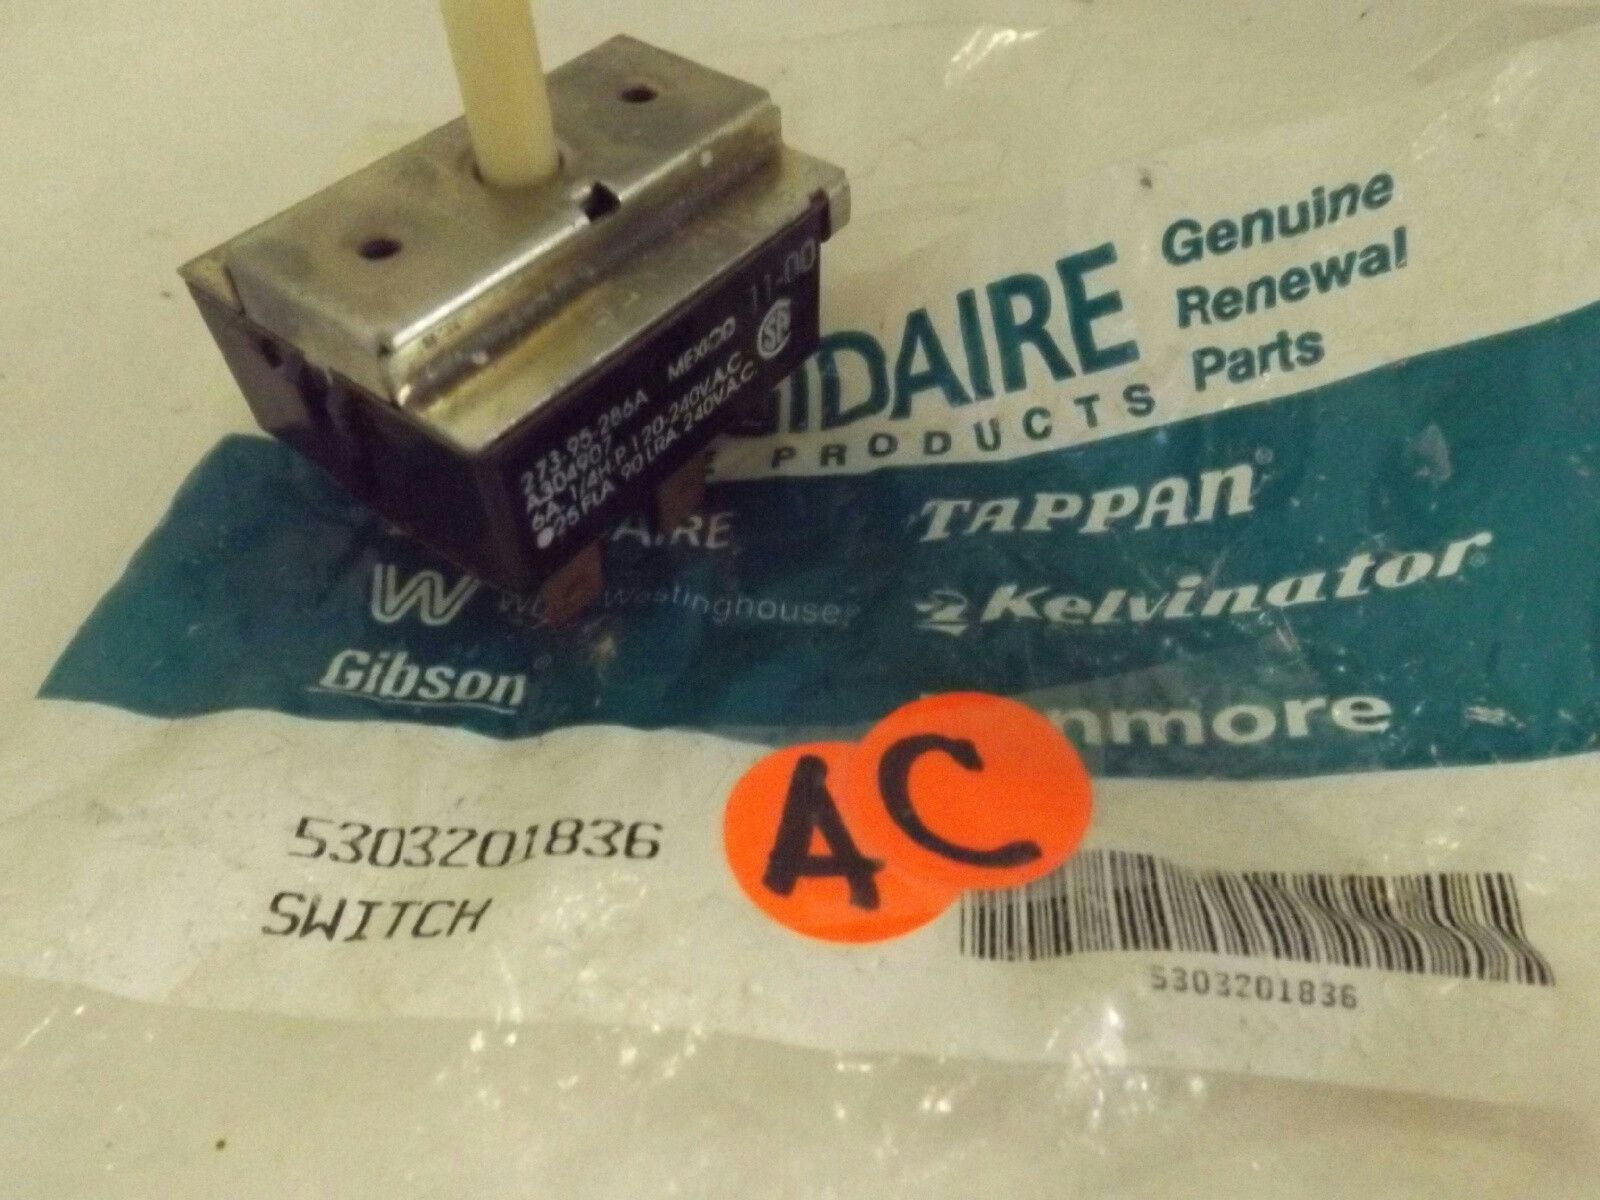 11-00
273-95-286A MEXICO
A304907
6A. 1/4H.P. 120-240V.A.C.
25 FLA 90 LRA. 240V.A.C.
IDAIRE
PRODUCTS
Genuine
Renewal
Parts
AIRE
TAPPAN®
W
Westinghouse
Kelvinator
Gibson®
nmore
5303201836
SWITCH
AC
5303201836